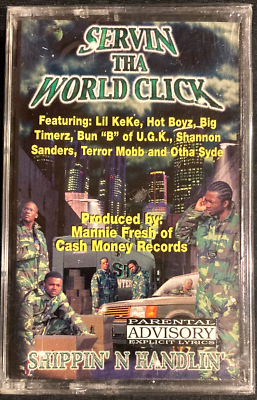 SERVIN
THA
WORLD CLICK
Featuring: Lil KeKe, Hot Boyz, Big
Timerz, Bun "B" of U.G.K., Shannon
Sanders, Terror Mobb and Otha Syde
Produced by:
Mannie Fresh of
Cash Money Records
PARENTAL
ADVISORY
EXPLICIT LYRICS
SHIPPIN' N HANDLIN'